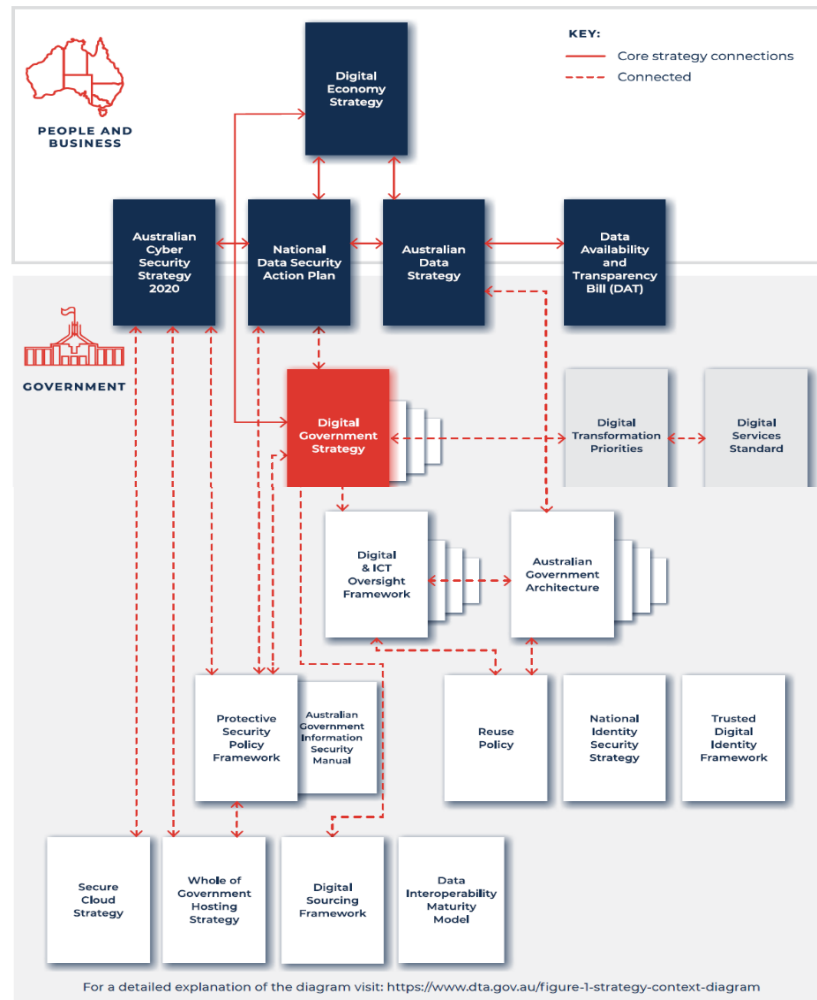 KEY:
Core strategy connections
Connected
PEOPLE AND
BUSINESS
Digital
Economy
Strategy
Australian
Cyber
Security
Strategy
2020
National
Data Security
Action Plan
Australian
Data
Strategy
Data
Availability
and
Transparency
Bill (DAT)
GOVERNMENT
Digital
Government
Strategy
Digital
Transformation
Priorities
Digital
Services
Standard
Digital
& ICT
Oversight
Framework
Australian
Government
Architecture
Protective
Security
Policy
Framework
Australian
Government
Information
Security
Manual
Reuse
Policy
National
Identity
Security
Strategy
Trusted
Digital
Identity
Framework
Secure
Cloud
Strategy
Whole of
Government
Hosting
Strategy
Digital
Sourcing
Framework
Data
Interoperability
Maturity
Model
For a detailed explanation of the diagram visit: https://www.dta.gov.au/figure-1-strategy-context-diagram